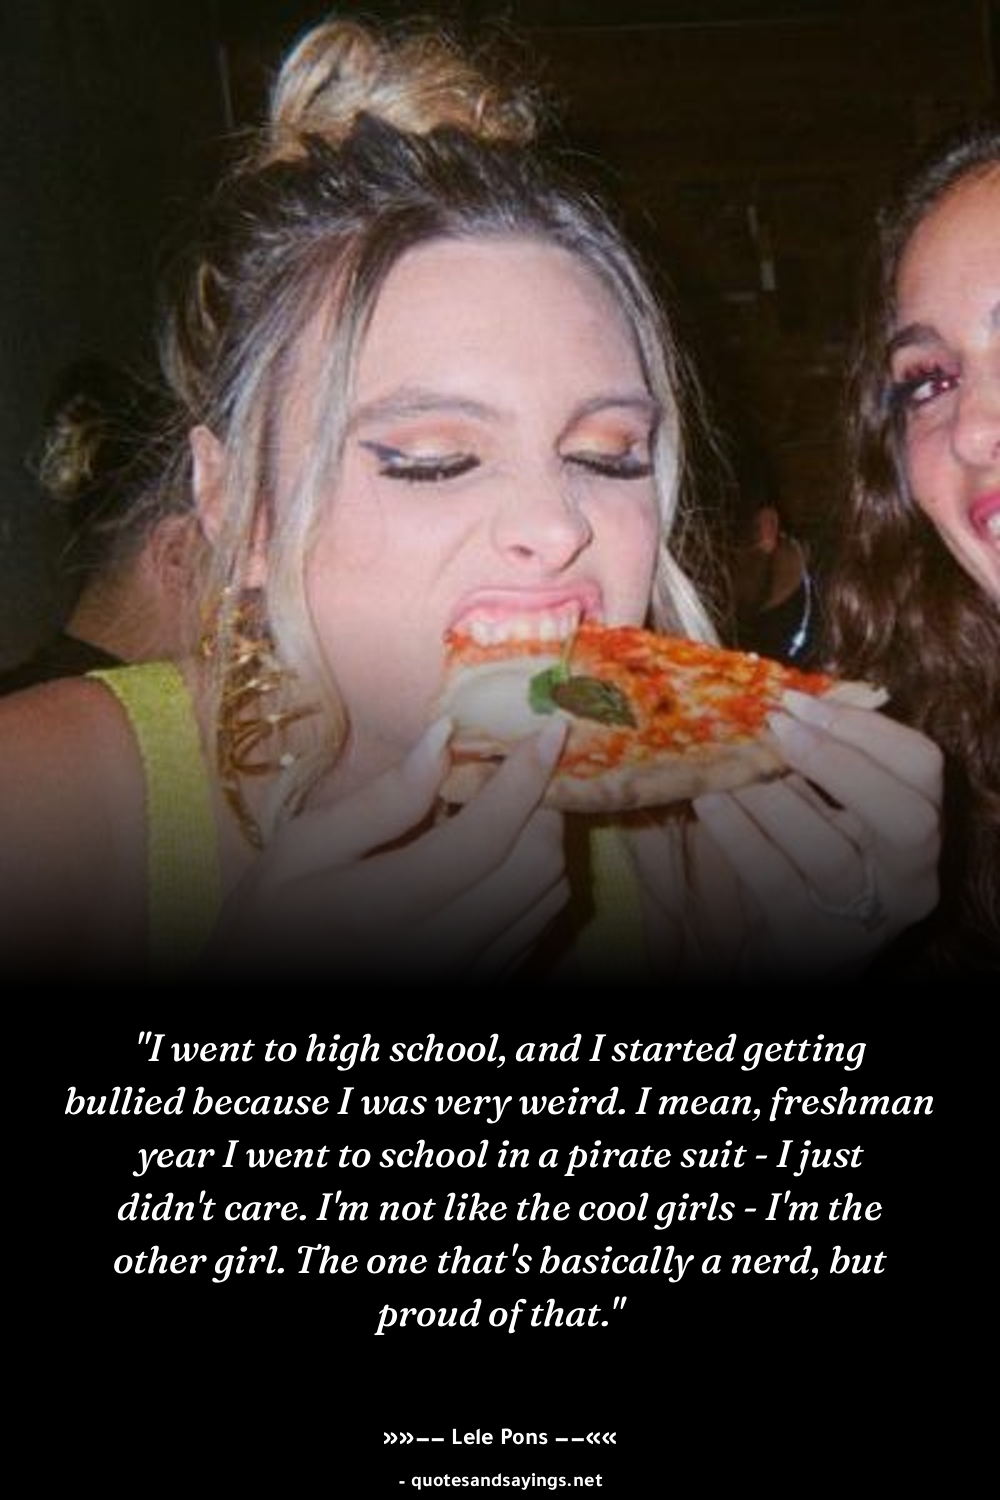 "I went to high school, and I started getting
bullied because I was very weird. I mean, freshman
year I went to school in a pirate suit - I just
didn't care. I'm not like the cool girls - I'm the
other girl. The one that's basically a nerd, but
proud of that."
»»—— Lele Pons ——««
- quotesandsayings.net